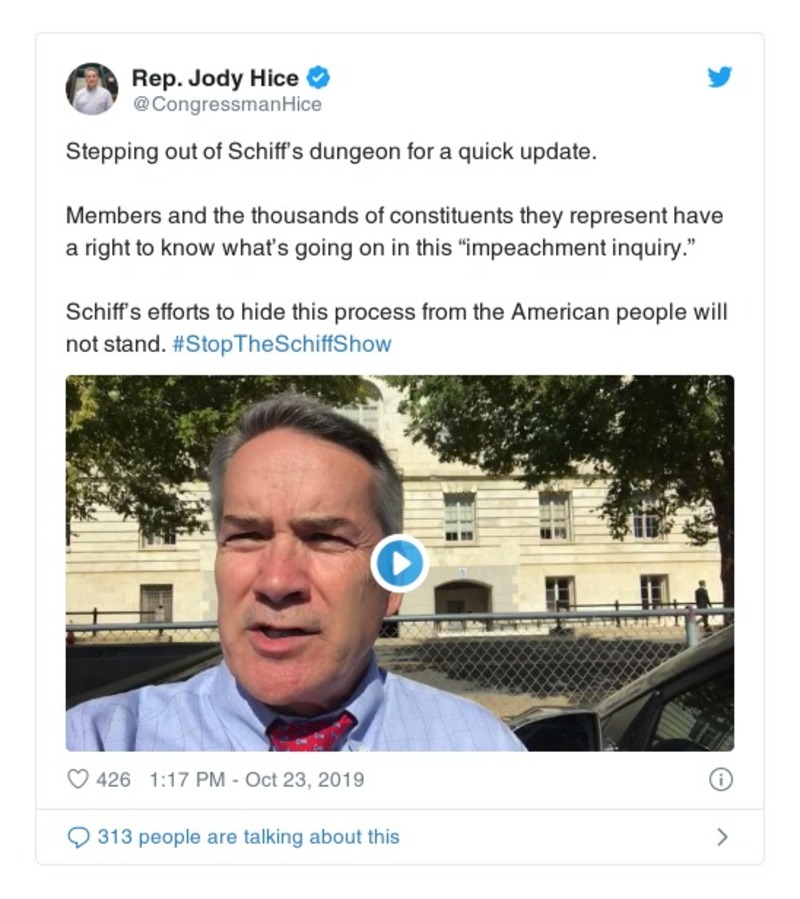 Rep. Jody Hice
@CongressmanHice
Stepping out of Schiff's dungeon for a quick update.
Members and the thousands of constituents they represent have
a right to know what's going on in this “impeachment inquiry.”
Schiff's efforts to hide this process from the American people will
not stand. #StopTheSchiffShow
426 1:17 PM - Oct 23, 2019
313 people are talking about this